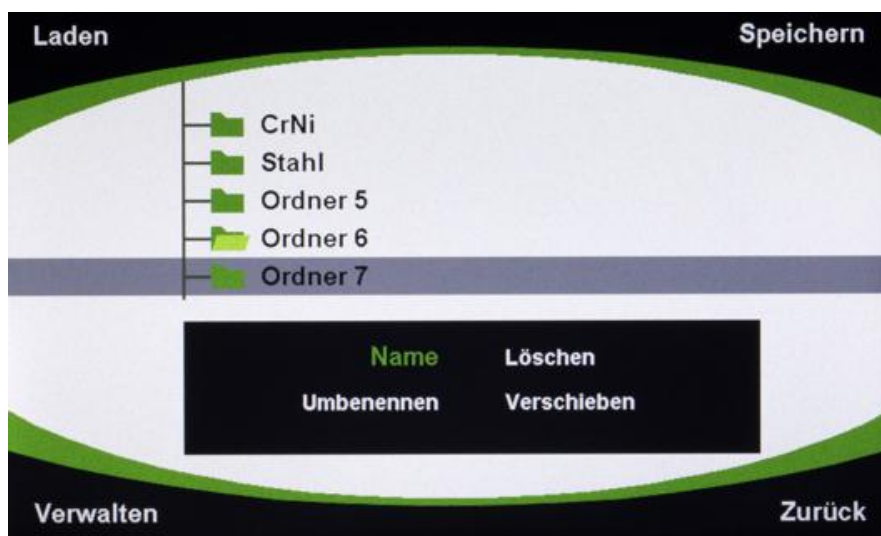 Laden
Speichern
CrNi
Stahl
Ordner 5
Ordner 6
Ordner 7
Name Löschen
Umbenennen Verschieben
Verwalten
Zurück